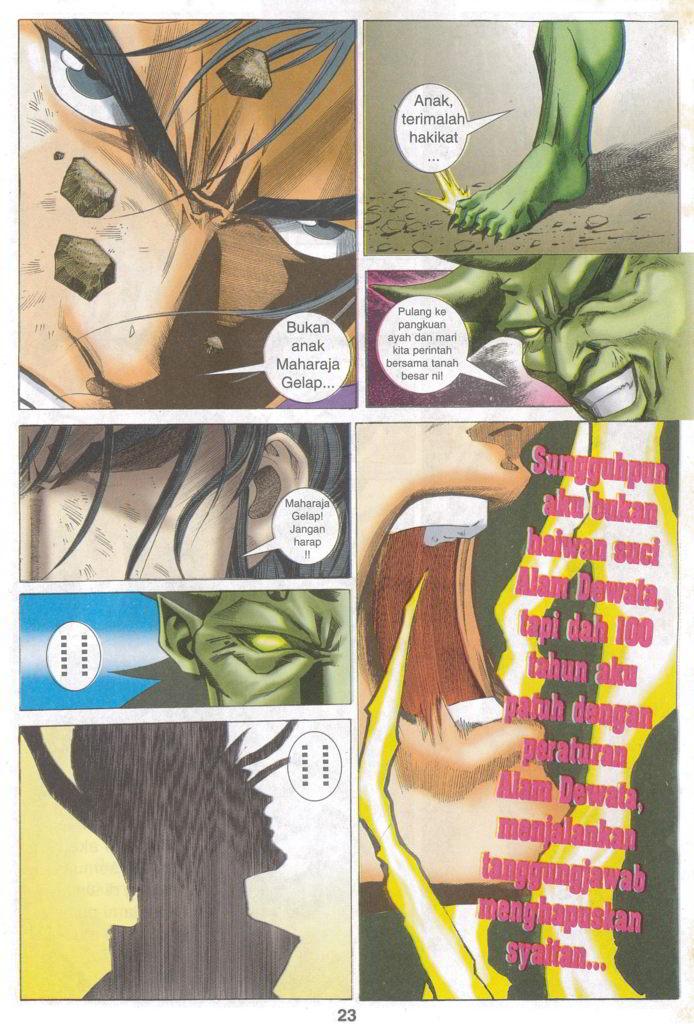 Bukan
anak
Maharaja
Gelap...
Anak,
terimalah
hakikat
...
Pulang ke
pangkuan
ayah dan mari
kita perintah
bersama tanah
besar ni!
Maharaja
Gelap!
Jangan
harap
!!
Sungguhpun
aku bukan
haiwan suci
Alam Dewata,
tapi dah 100
tahun aku
patuh dengan
peraturan
Alam Dewata,
menjalankan
tanggungjawab
menghapuskan
syaitan...
23